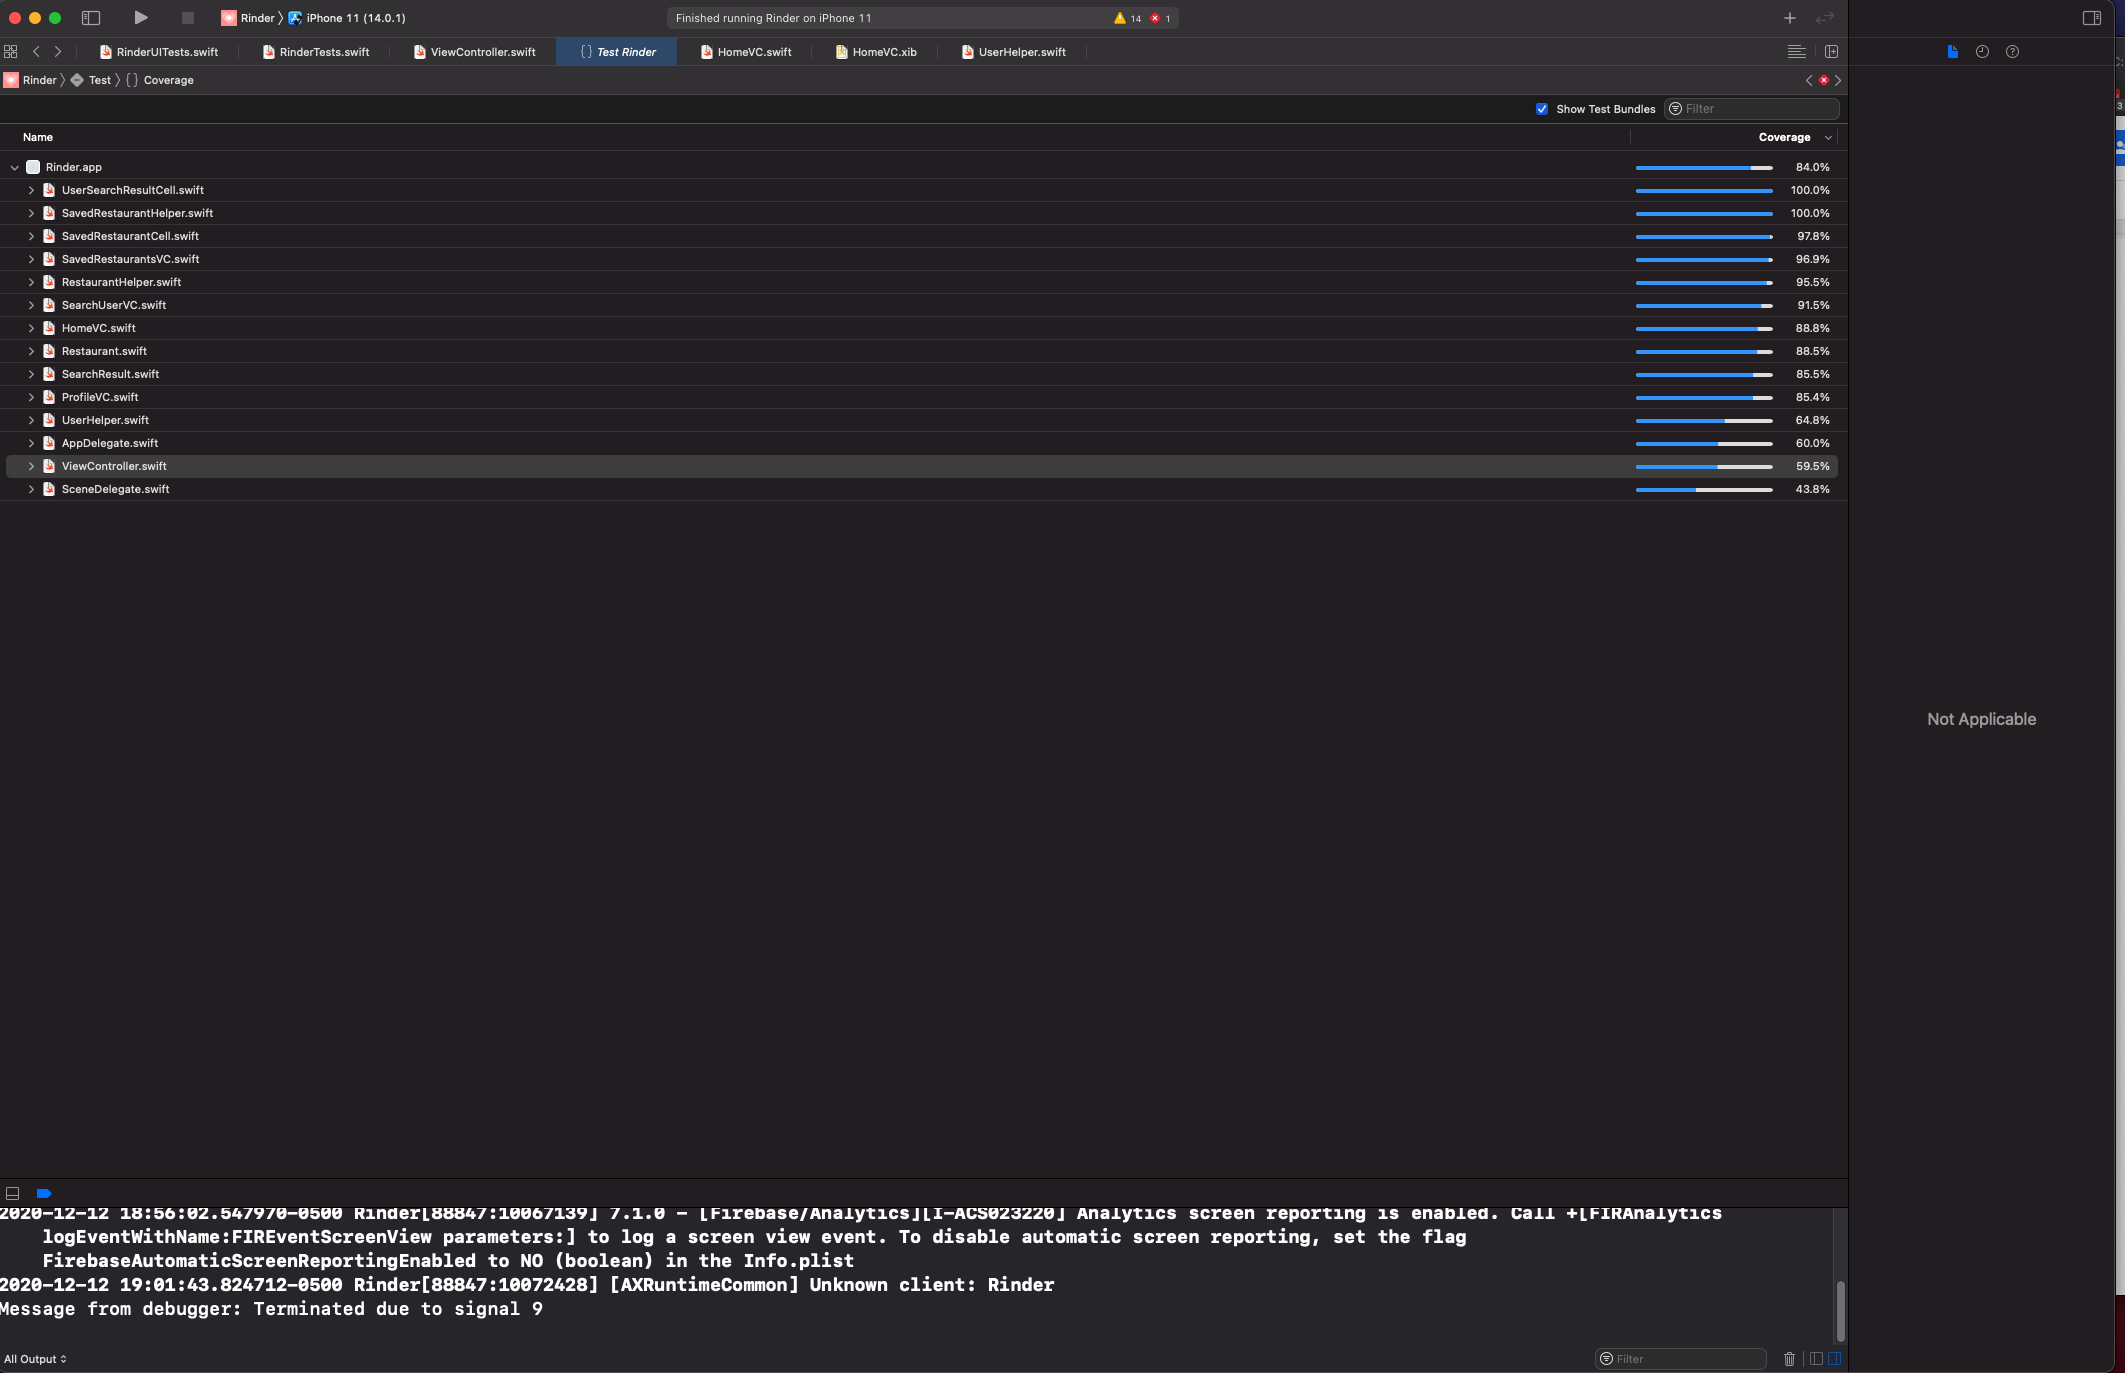 Rinder 〉 iPhone 11 (14.0.1)
Finished running Rinder on iPhone 11
14
1
RinderUITests.swift
RinderTests.swift
ViewController.swift
{} Test Rinder
HomeVC.swift
HomeVC.xib
UserHelper.swift
Rinder 〉 Test 〉 {} Coverage
Show Test Bundles
Filter
Name
Coverage
Rinder.app 84.0%
UserSearchResultCell.swift 100.0%
SavedRestaurantHelper.swift 100.0%
SavedRestaurantCell.swift 97.8%
SavedRestaurantsVC.swift 96.9%
RestaurantHelper.swift 95.5%
SearchUserVC.swift 91.5%
HomeVC.swift 88.8%
Restaurant.swift 88.5%
SearchResult.swift 85.5%
ProfileVC.swift 85.4%
UserHelper.swift 64.8%
AppDelegate.swift 60.0%
ViewController.swift 59.5%
SceneDelegate.swift 43.8%
Not Applicable
2020-12-12 18:56:02.547970-0500 Rinder[88847:10067139] 7.1.0 - [Firebase/Analytics][I-ACS023220] Analytics screen reporting is enabled. Call +[FIRAnalytics
logEventWithName:FIREventScreenView parameters:] to log a screen view event. To disable automatic screen reporting, set the flag
FirebaseAutomaticScreenReportingEnabled to NO (boolean) in the Info.plist
2020-12-12 19:01:43.824712-0500 Rinder[88847:10072428] [AXRuntimeCommon] Unknown client: Rinder
Message from debugger: Terminated due to signal 9
All Output
Filter